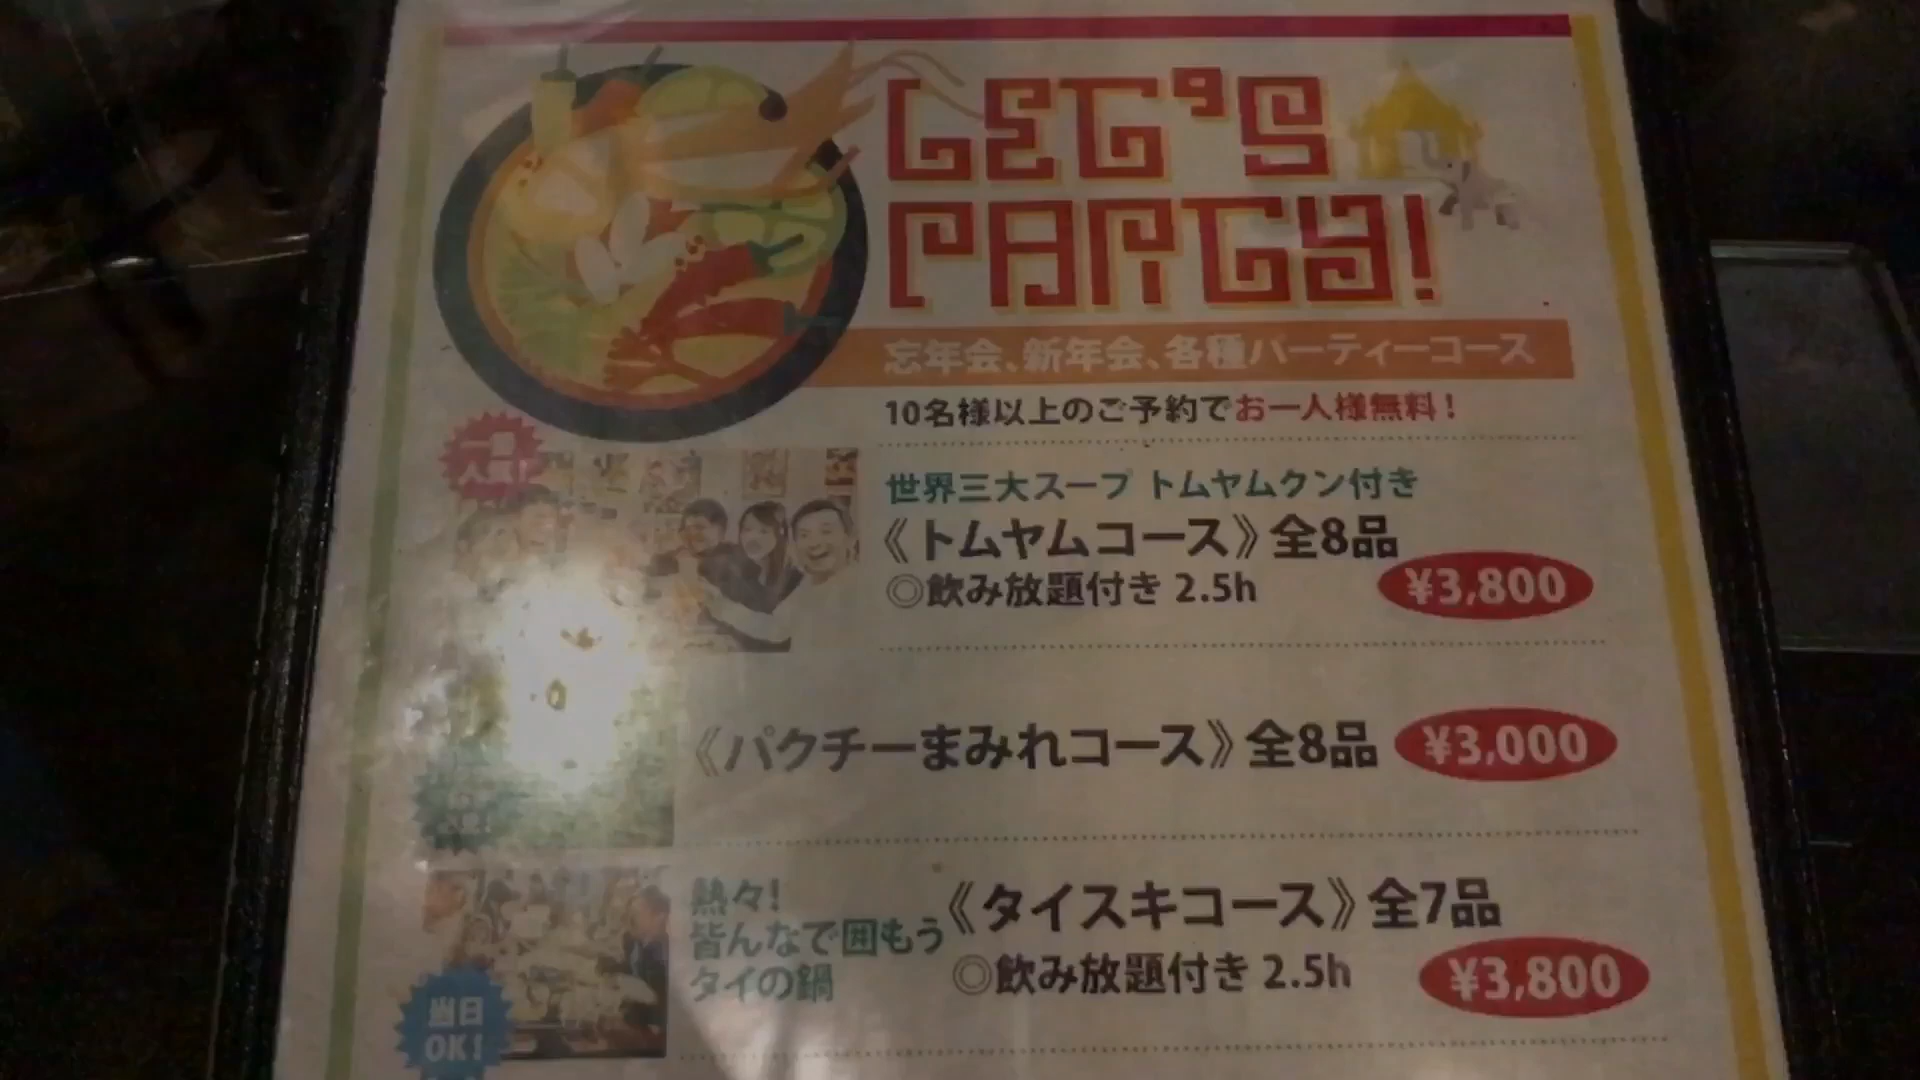 LET'S
PARTY!
忘年会、新年会、各種パーティーコース
10名様以上のご予約でお一人様無料！
一番
人気！
世界三大スープ トムヤムクン付き
《トムヤムコース》全8品
◎飲み放題付き 2.5h
¥3,800
《パクチーまみれコース》全8品
¥3,000
熱々！
皆んなで囲もう
タイの鍋
《タイスキコース》全7品
◎飲み放題付き 2.5h
¥3,800
当日
OK！